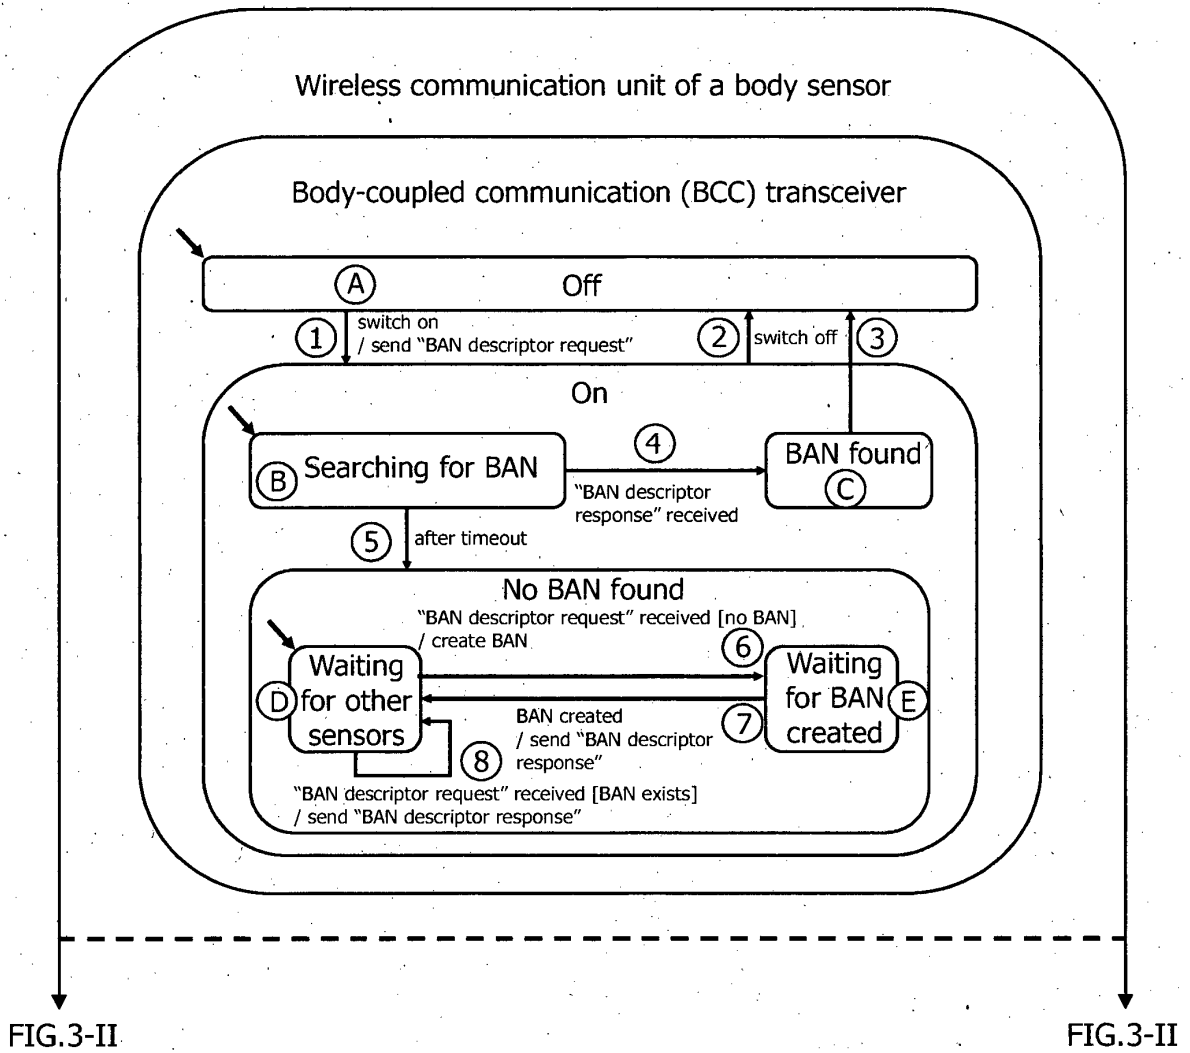 Wireless communication unit of a body sensor
Body-coupled communication (BCC) transceiver
A
Off
1
switch on
/ send “BAN descriptor request”
2
switch off
3
On
B
Searching for BAN
4
“BAN descriptor
response” received
BAN found
C
5
after timeout
No BAN found
“BAN descriptor request” received [no BAN]
/ create BAN
6
D
Waiting
for other
sensors
Waiting
for BAN
created
E
7
BAN created
/ send “BAN descriptor
response”
8
“BAN descriptor request” received [BAN exists]
/ send “BAN descriptor response”
FIG.3-II
FIG.3-II